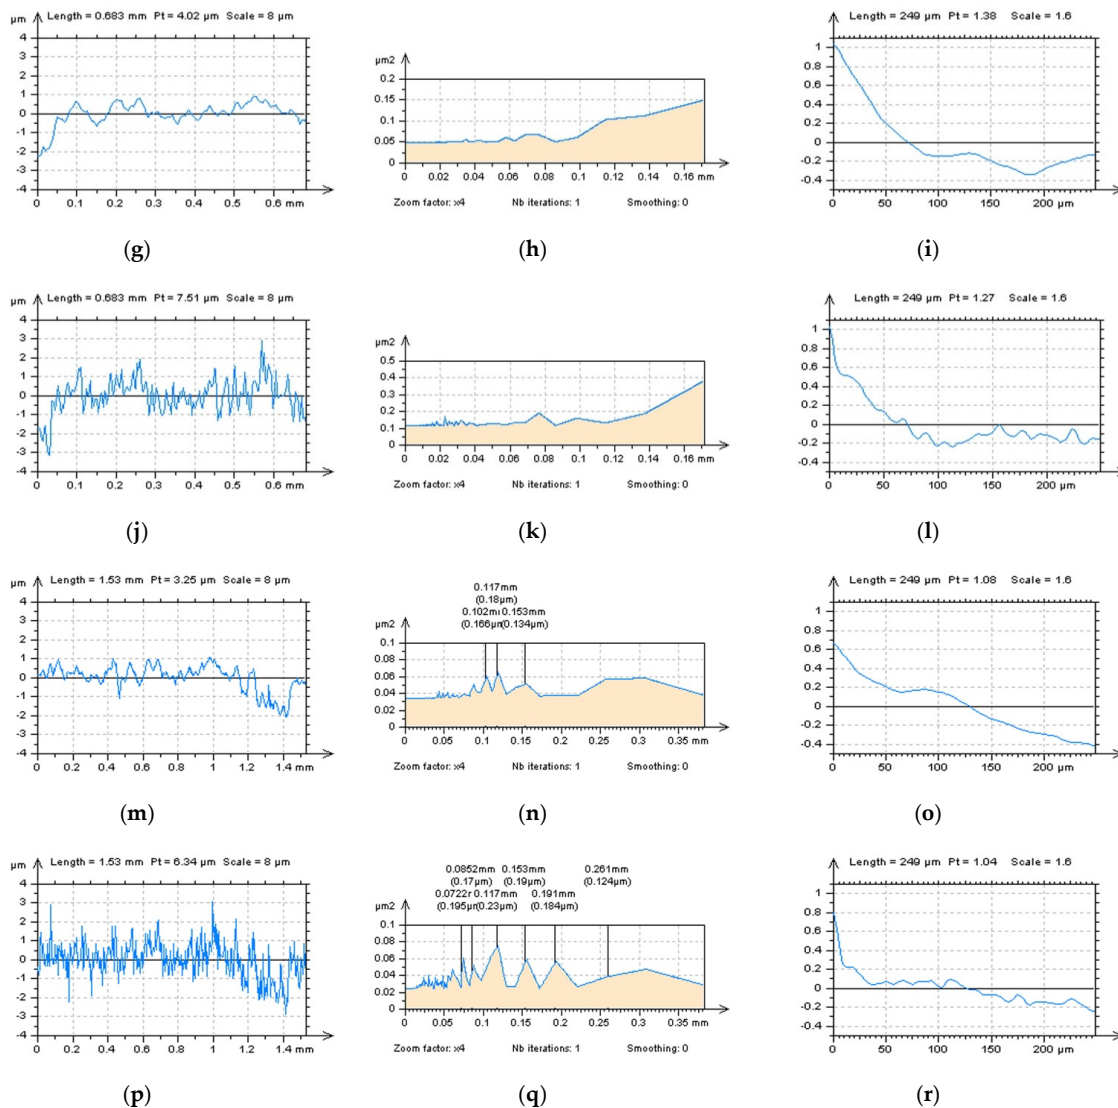 Length = 0.683 mm Pt = 4.02 µm Scale = 8 µm
µm
4
3
2
1
0
-1
-2
-3
-4
0 0.1 0.2 0.3 0.4 0.5 0.6 mm
(g)
µm2
0.2
0.15
0.1
0.05
0
0 0.02 0.04 0.06 0.08 0.10 0.12 0.14 0.16 mm
Zoom factor: x4 Nb iterations: 1 Smoothing: 0
(h)
Length = 249 µm Pt = 1.38 Scale = 1.6
1
0.8
0.6
0.4
0.2
0
-0.2
-0.4
0 50 100 150 200 µm
(i)
Length = 0.683 mm Pt = 7.51 µm Scale = 8 µm
µm
4
3
2
1
0
-1
-2
-3
-4
0 0.1 0.2 0.3 0.4 0.5 0.6 mm
(j)
µm2
0.5
0.4
0.3
0.2
0.1
0
0 0.02 0.04 0.06 0.08 0.10 0.12 0.14 0.16 mm
Zoom factor: x4 Nb iterations: 1 Smoothing: 0
(k)
Length = 249 µm Pt = 1.27 Scale = 1.6
1
0.8
0.6
0.4
0.2
0
-0.2
-0.4
0 50 100 150 200 µm
(l)
Length = 1.53 mm Pt = 3.25 µm Scale = 8 µm
µm
4
3
2
1
0
-1
-2
-3
-4
0 0.2 0.4 0.6 0.8 1 1.2 1.4 mm
(m)
0.117mm
(0.18µm)
0.102m 0.153mm
(0.166µm (0.134µm)
µm2
0.1
0.08
0.06
0.04
0.02
0
0 0.05 0.1 0.15 0.2 0.25 0.3 0.35 mm
Zoom factor: x4 Nb iterations: 1 Smoothing: 0
(n)
Length = 249 µm Pt = 1.08 Scale = 1.6
1
0.8
0.6
0.4
0.2
0
-0.2
-0.4
0 50 100 150 200 µm
(o)
Length = 1.53 mm Pt = 6.34 µm Scale = 8 µm
µm
4
3
2
1
0
-1
-2
-3
-4
0 0.2 0.4 0.6 0.8 1 1.2 1.4 mm
(p)
0.0852mm 0.153mm 0.261mm
(0.17µm) (0.19µm) (0.124µm)
0.0722 0.117mm 0.191mm
(0.195µm (0.23µm) (0.184µm)
µm2
0.1
0.08
0.06
0.04
0.02
0
0 0.05 0.1 0.15 0.2 0.25 0.3 0.35 mm
Zoom factor: x4 Nb iterations: 1 Smoothing: 0
(q)
Length = 249 µm Pt = 1.04 Scale = 1.6
1
0.8
0.6
0.4
0.2
0
-0.2
-0.4
0 50 100 150 200 µm
(r)